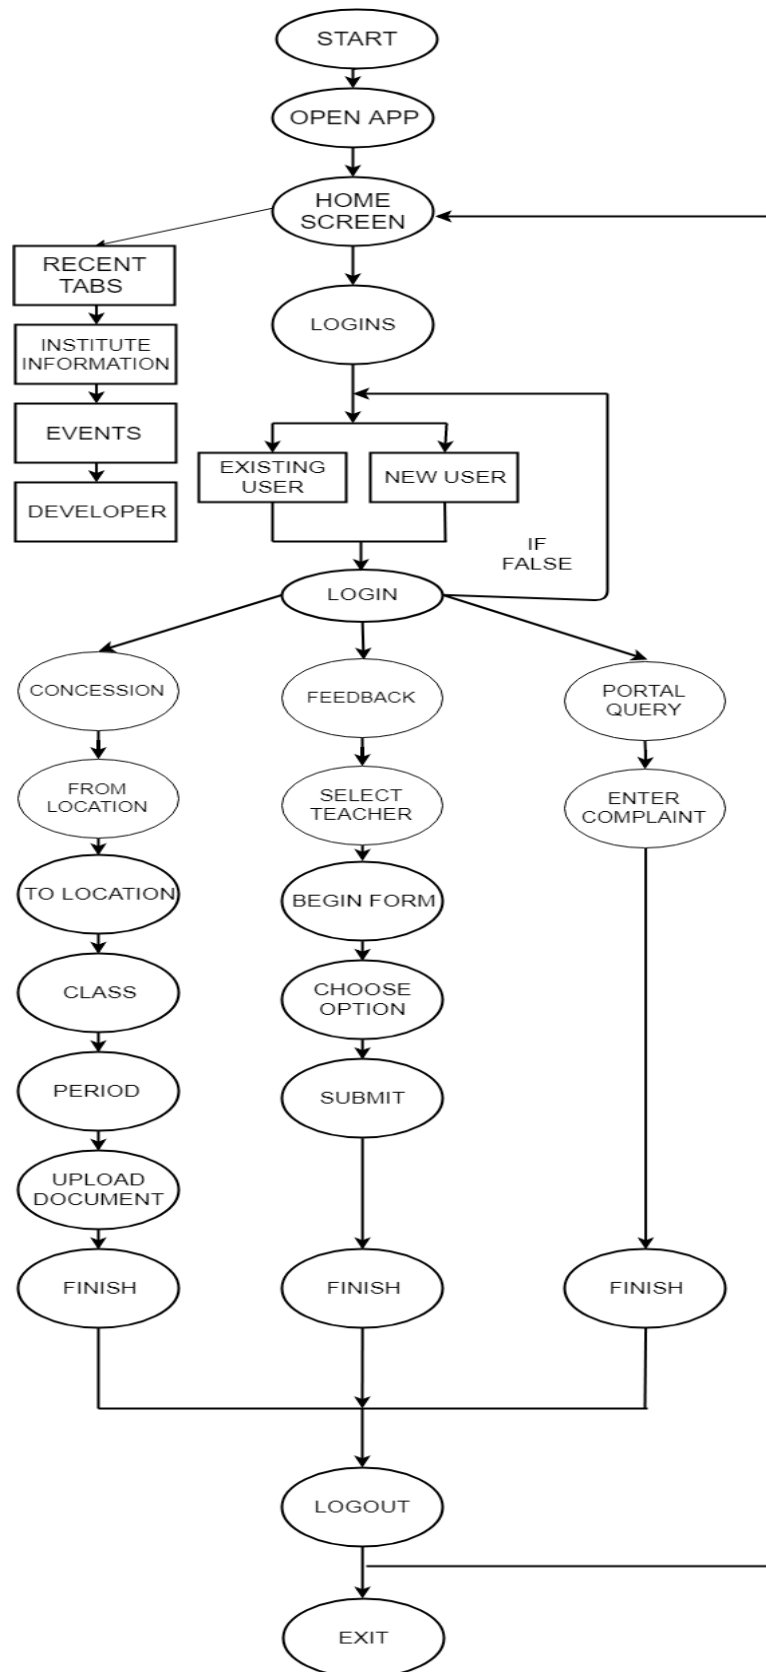 START
OPEN APP
HOME
SCREEN
RECENT
TABS
INSTITUTE
INFORMATION
EVENTS
DEVELOPER
LOGINS
EXISTING
USER
NEW USER
IF
FALSE
LOGIN
CONCESSION
FROM
LOCATION
TO LOCATION
CLASS
PERIOD
UPLOAD
DOCUMENT
FINISH
FEEDBACK
SELECT
TEACHER
BEGIN FORM
CHOOSE
OPTION
SUBMIT
FINISH
PORTAL
QUERY
ENTER
COMPLAINT
FINISH
LOGOUT
EXIT